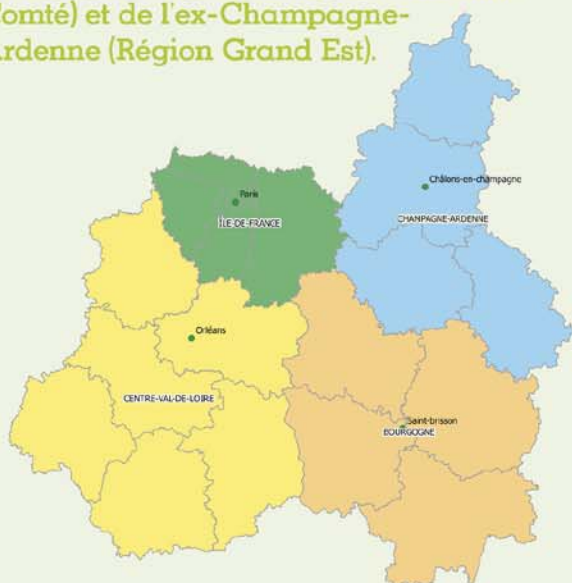 omté) et de l'ex-Champagne-
rdenne (Région Grand Est).
Châlons-en-champagne
Paris
CHAMPAGNE-ARDENNE
ÎLE-DE-FRANCE
Orléans
CENTRE-VAL-DE-LOIRE
Saint-brisson
BOURGOGNE